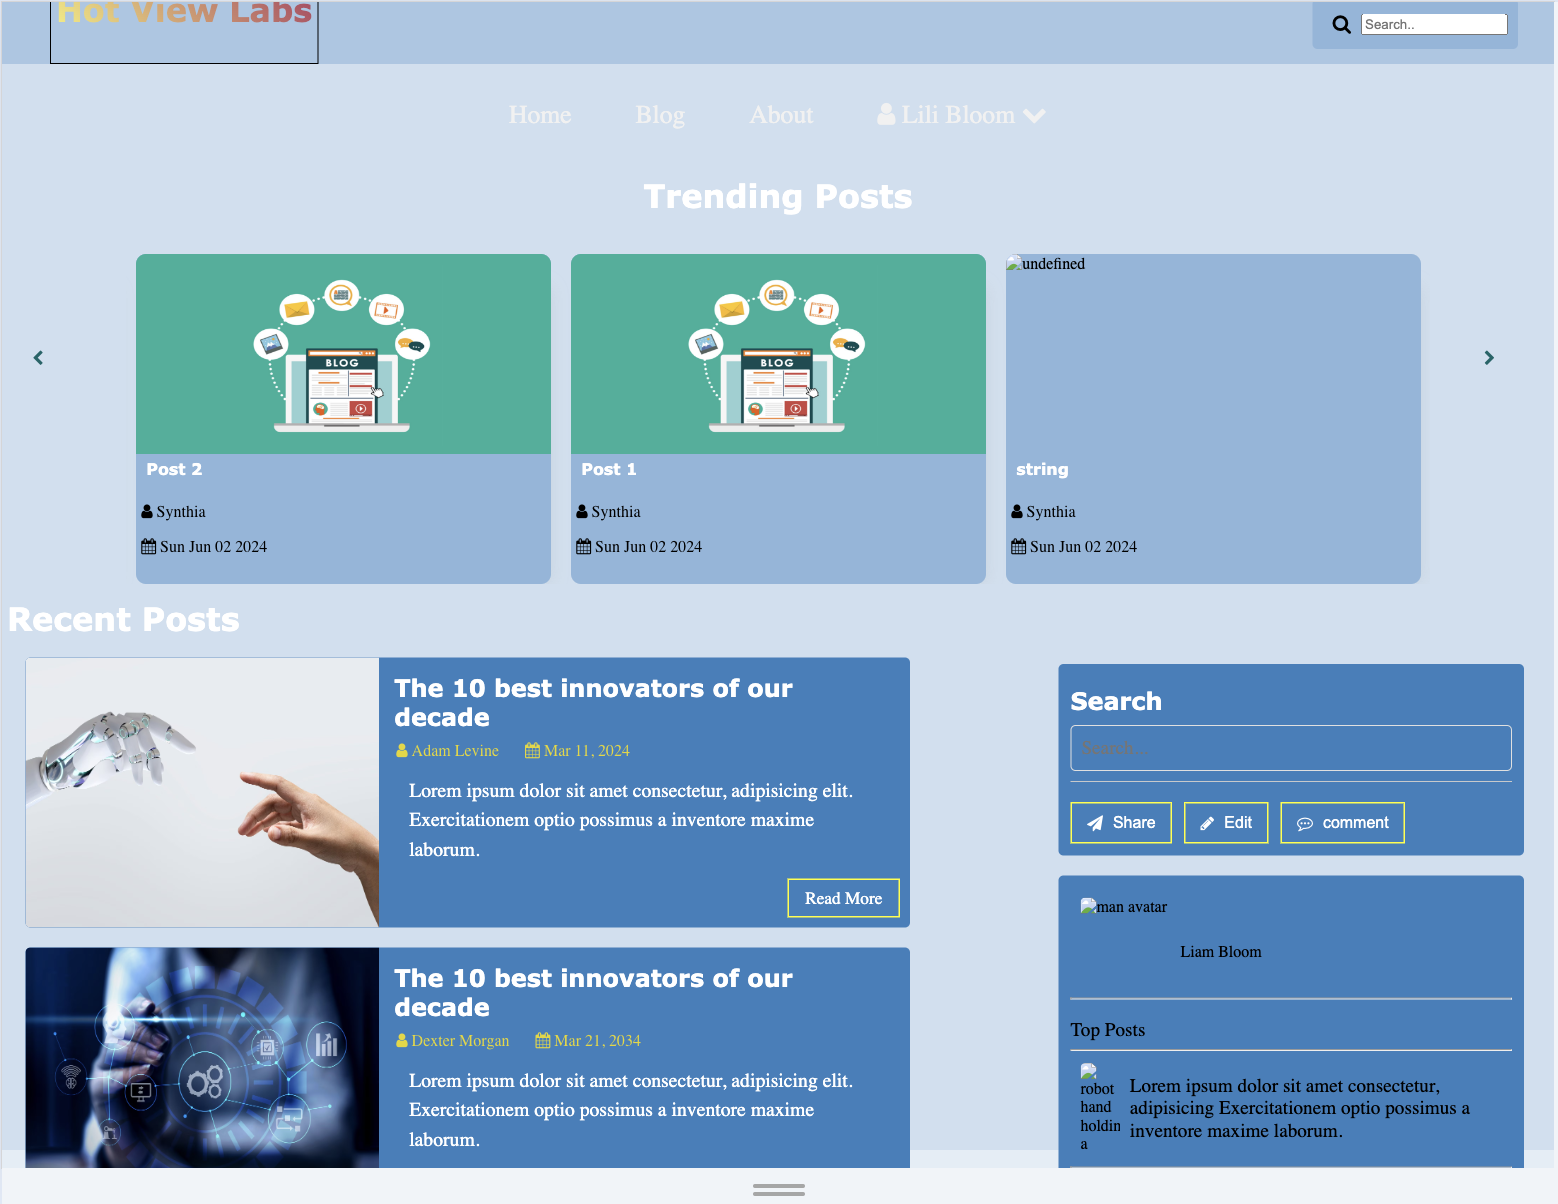 Hot View Labs
Search..
Home Blog About Lili Bloom
Trending Posts
BLOG
BLOG
undefined
Post 2
Synthia
Sun Jun 02 2024
Post 1
Synthia
Sun Jun 02 2024
string
Synthia
Sun Jun 02 2024
Recent Posts
The 10 best innovators of our
decade
Adam Levine Mar 11, 2024
Lorem ipsum dolor sit amet consectetur, adipisicing elit.
Exercitationem optio possimus a inventore maxime
laborum.
Read More
The 10 best innovators of our
decade
Dexter Morgan Mar 21, 2034
Lorem ipsum dolor sit amet consectetur, adipisicing elit.
Exercitationem optio possimus a inventore maxime
laborum.
Search
Search...
Share Edit comment
man avatar
Liam Bloom
Top Posts
robot
hand
holdin
a
Lorem ipsum dolor sit amet consectetur,
adipisicing Exercitationem optio possimus a
inventore maxime laborum.